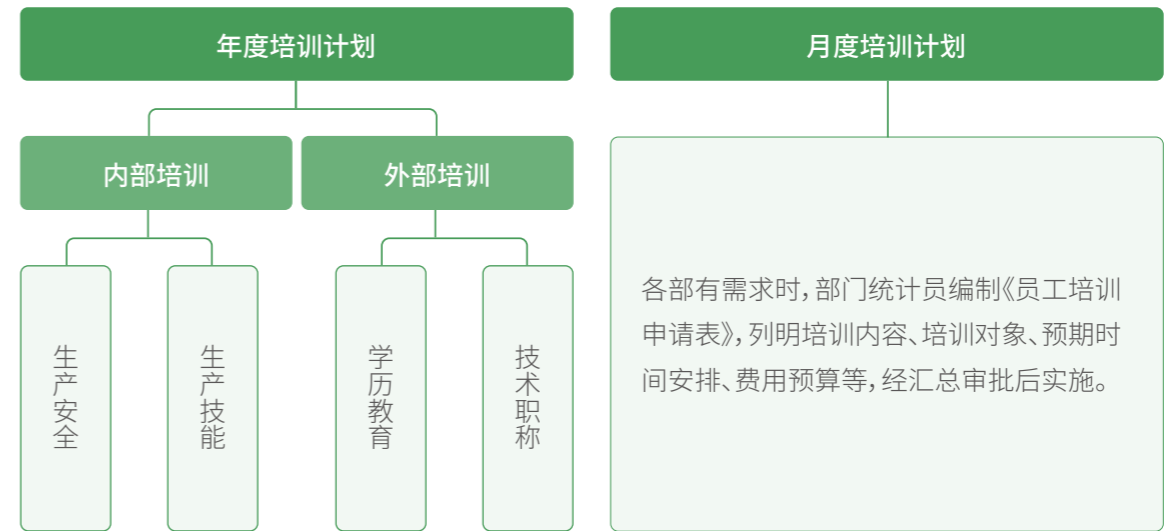 年度培训计划
内部培训
外部培训
生产安全
生产技能
学历教育
技术职称
月度培训计划
各部有需求时，部门统计员编制《员工培训
申请表》，列明培训内容、培训对象、预期时
间安排、费用预算等，经汇总审批后实施。